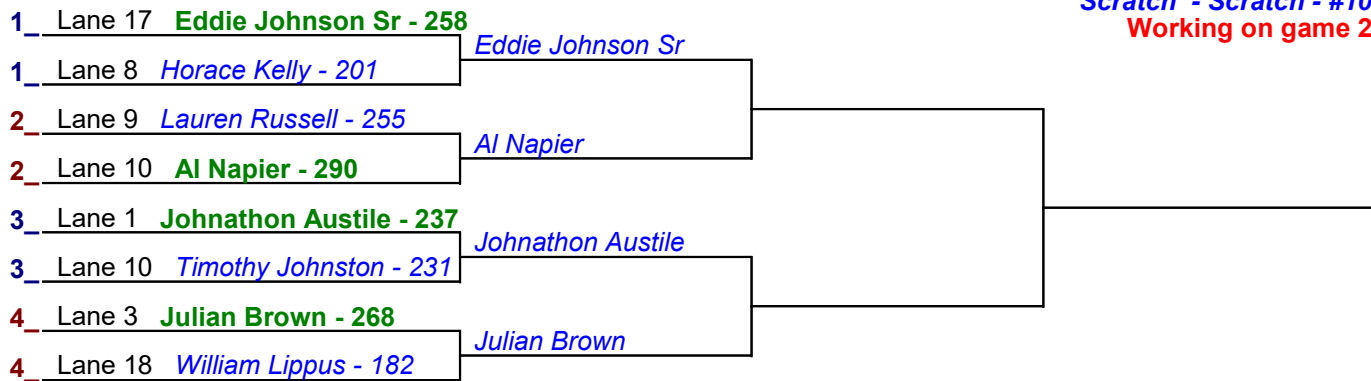 Scratch - Scratch - #10
Working on game 2
1_ Lane 17 Eddie Johnson Sr - 258
Eddie Johnson Sr
1_ Lane 8 Horace Kelly - 201
2_ Lane 9 Lauren Russell - 255
Al Napier
2_ Lane 10 Al Napier - 290
3_ Lane 1 Johnathon Austile - 237
Johnathon Austile
3_ Lane 10 Timothy Johnston - 231
4_ Lane 3 Julian Brown - 268
Julian Brown
4_ Lane 18 William Lippus - 182